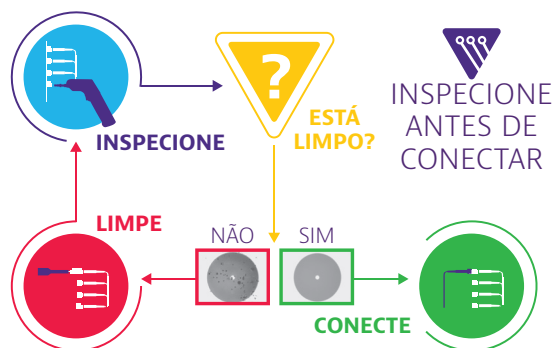 INSPECIONE
?
ESTÁ
LIMPO?
INSPECIONE
ANTES DE
CONECTAR
LIMPE
NÃO
SIM
CONECTE